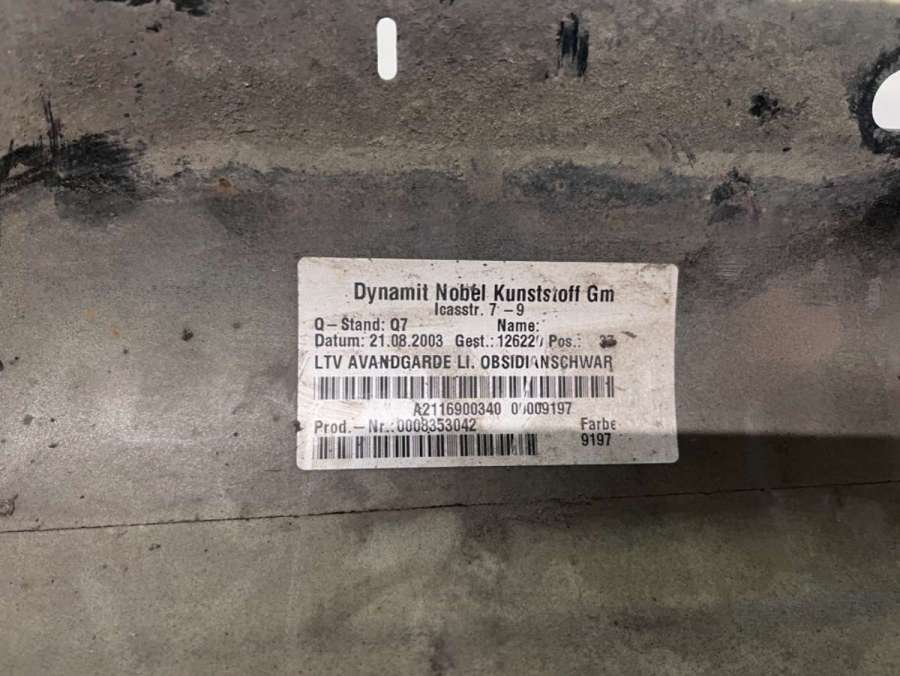 Dynamit Nobel Kunststoff Gm
Icasstr. 7-9
Q-Stand: Q7 Name:
Datum: 21.08.2003 Gest.: Pos.:
LTV AVANDGARDE LI. OBSIDIANSCHWAR
A2116900340 00009197
Prod.-Nr.:0008353042 Farbe
9197